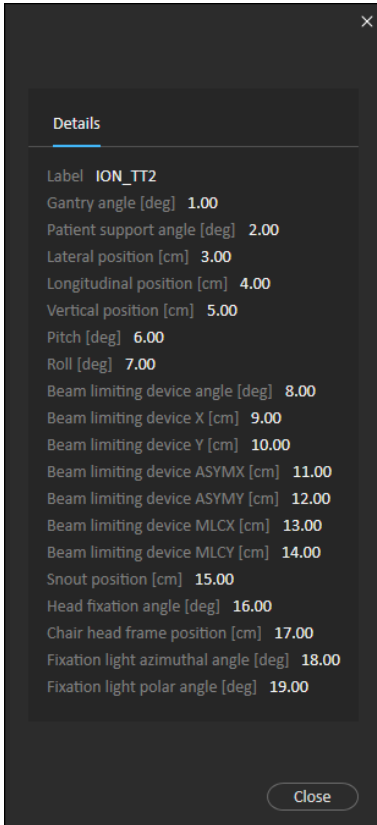 Details
Label ION_TT2
Gantry angle [deg] 1.00
Patient support angle [deg] 2.00
Lateral position [cm] 3.00
Longitudinal position [cm] 4.00
Vertical position [cm] 5.00
Pitch [deg] 6.00
Roll [deg] 7.00
Beam limiting device angle [deg] 8.00
Beam limiting device X [cm] 9.00
Beam limiting device Y [cm] 10.00
Beam limiting device ASYMX [cm] 11.00
Beam limiting device ASYMY [cm] 12.00
Beam limiting device MLCX [cm] 13.00
Beam limiting device MLCY [cm] 14.00
Snout position [cm] 15.00
Head fixation angle [deg] 16.00
Chair head frame position [cm] 17.00
Fixation light azimuthal angle [deg] 18.00
Fixation light polar angle [deg] 19.00
Close